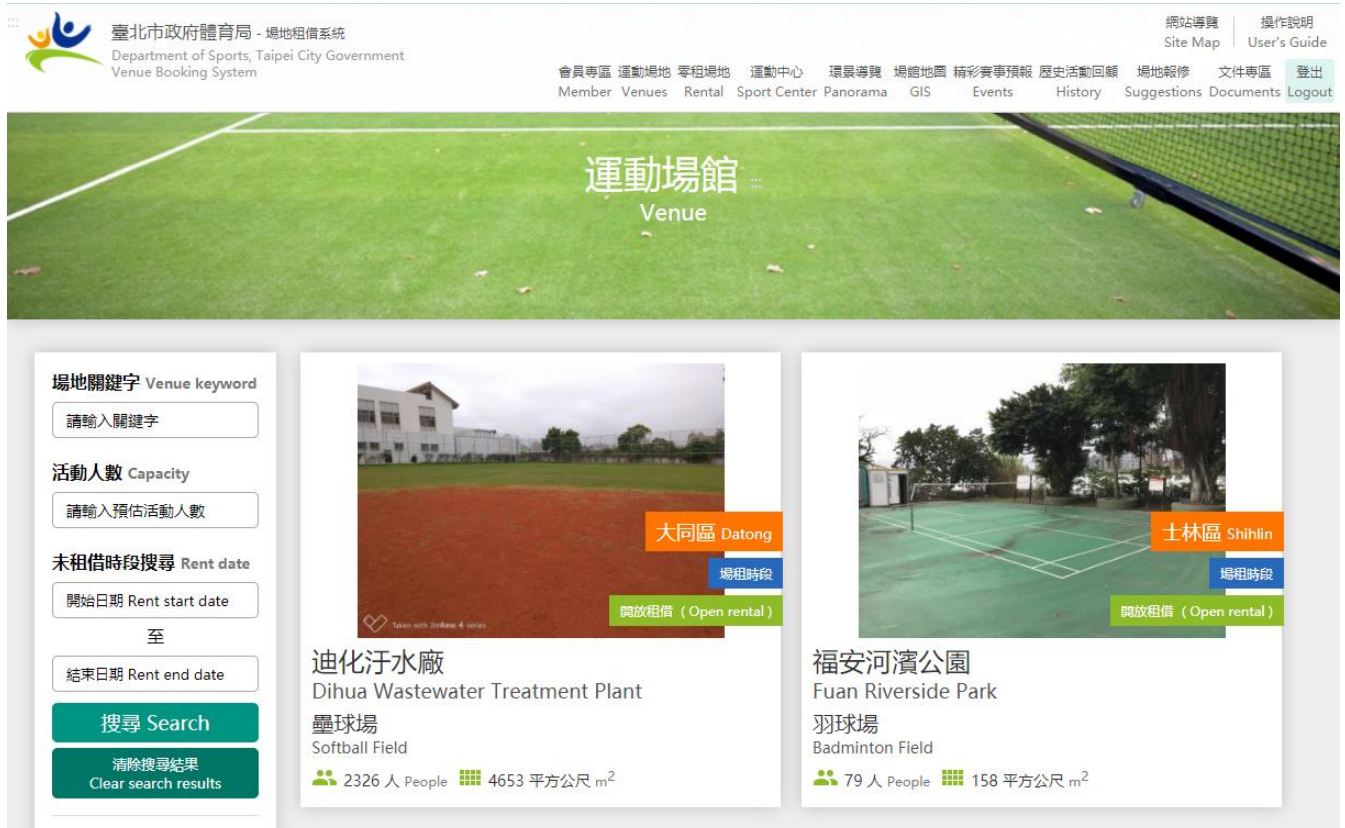 臺北市政府體育局 - 場地租借系統
Department of Sports, Taipei City Government
Venue Booking System
網站導覽 操作說明
Site Map User's Guide
會員專區 運動場地 零租場地 運動中心 環景導覽 場館地圖 精彩賽事預報 歷史活動回顧 場地報修 文件專區 登出
Member Venues Rental Sport Center Panorama GIS Events History Suggestions Documents Logout
運動場館
Venue
場地關鍵字 Venue keyword
請輸入關鍵字
活動人數 Capacity
請輸入預估活動人數
未租借時段搜尋 Rent date
開始日期 Rent start date
至
結束日期 Rent end date
搜尋 Search
清除搜尋結果
Clear search results
大同區 Datong
場租時段
開放租借 (Open rental)
Taken with Zenfone 4 series
迪化汙水廠
Dihua Wastewater Treatment Plant
壘球場
Softball Field
2326 人 People 4653 平方公尺 m²
士林區 Shihlin
場租時段
開放租借 (Open rental)
福安河濱公園
Fuan Riverside Park
羽球場
Badminton Field
79 人 People 158 平方公尺 m²